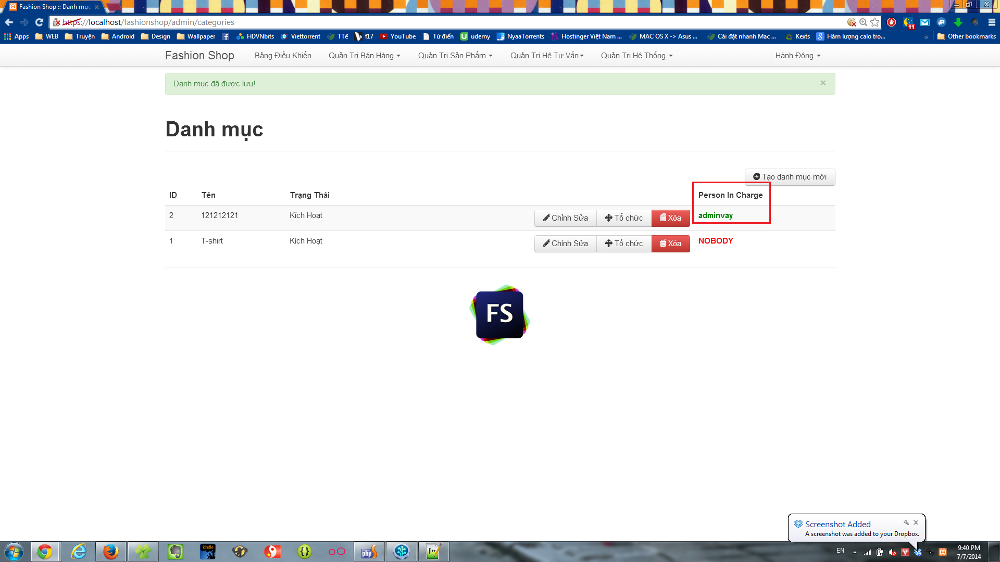 Fashion Shop :: Danh mục
https://localhost/fashionshop/admin/categories
Apps WEB Truyện Android Design Wallpaper HDVNbits Viettorrent TTẽ f17 YouTube Từ điển udemy NyaaTorrents Hostinger Việt Nam ... MAC OS X -> Asus ... Cài đặt nhanh Mac ... Kexts Hàm lượng calo tro... » Other bookmarks
11
Fashion Shop Bảng Điều Khiển Quản Trị Bán Hàng Quản Trị Sản Phẩm Quản Trị Hệ Tư Vấn Quản Trị Hệ Thống Hành Động
Danh mục đã được lưu! ×
Danh mục
Tạo danh mục mới
ID Tên Trạng Thái Person In Charge
2 121212121 Kích Hoạt Chỉnh Sửa Tổ chức Xóa adminvay
1 T-shirt Kích Hoạt Chỉnh Sửa Tổ chức Xóa NOBODY
FS
Screenshot Added
A screenshot was added to your Dropbox.
kindle
php
EN
9:40 PM
7/7/2014